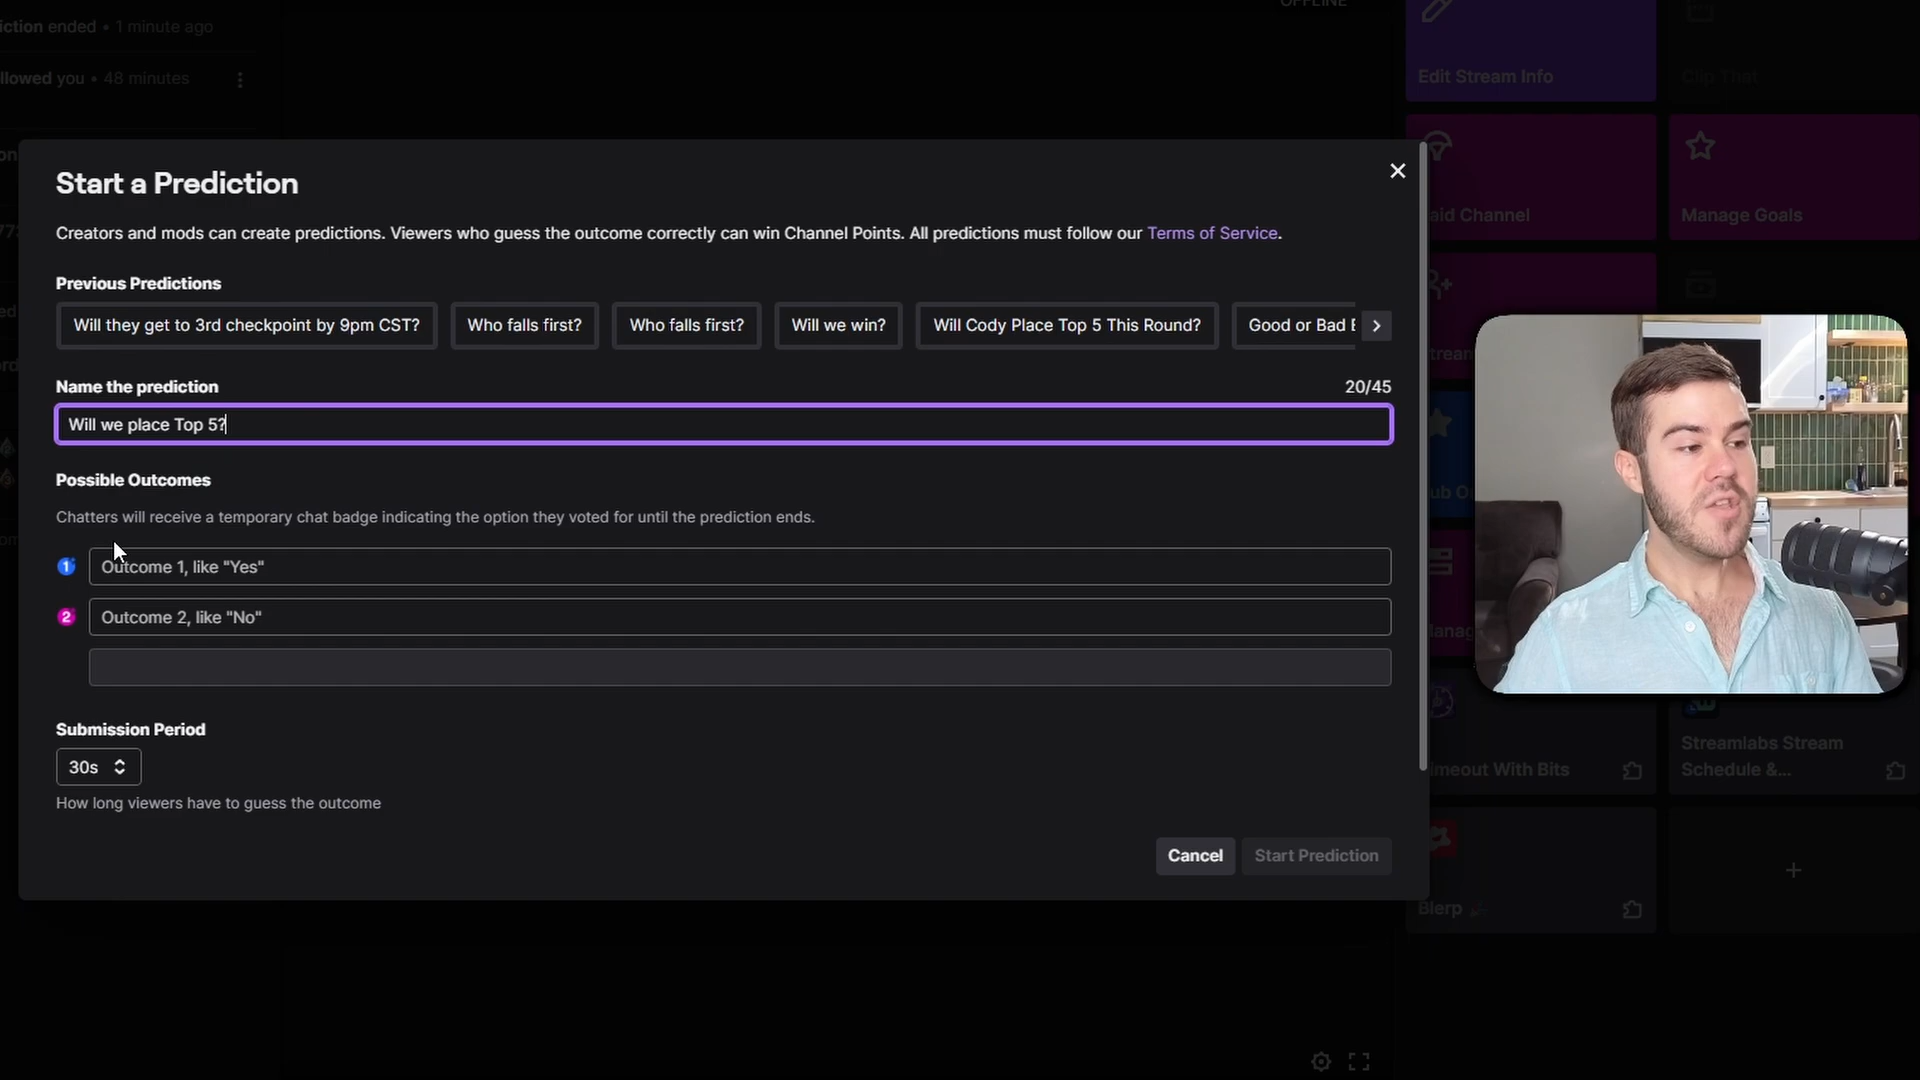 OFFLINE
iction ended • 1 minute ago
llowed you • 48 minutes
Edit Stream Info
Clip That
Start a Prediction
Creators and mods can create predictions. Viewers who guess the outcome correctly can win Channel Points. All predictions must follow our Terms of Service.
aid Channel
Manage Goals
Previous Predictions
Will they get to 3rd checkpoint by 9pm CST?
Who falls first?
Who falls first?
Will we win?
Will Cody Place Top 5 This Round?
Good or Bad
Name the prediction
20/45
Will we place Top 5?
Possible Outcomes
Chatters will receive a temporary chat badge indicating the option they voted for until the prediction ends.
1
Outcome 1, like "Yes"
2
Outcome 2, like "No"
Submission Period
30s
How long viewers have to guess the outcome
Cancel
Start Prediction
imeout With Bits
Streamlabs Stream
Schedule &...
Blerp